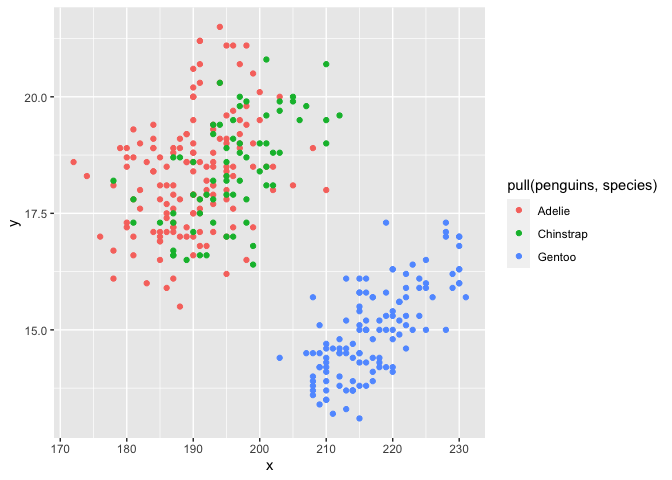 pull(penguins, species)
Adelie
Chinstrap
Gentoo
y
20.0
17.5
15.0
170 180 190 200 210 220 230
x